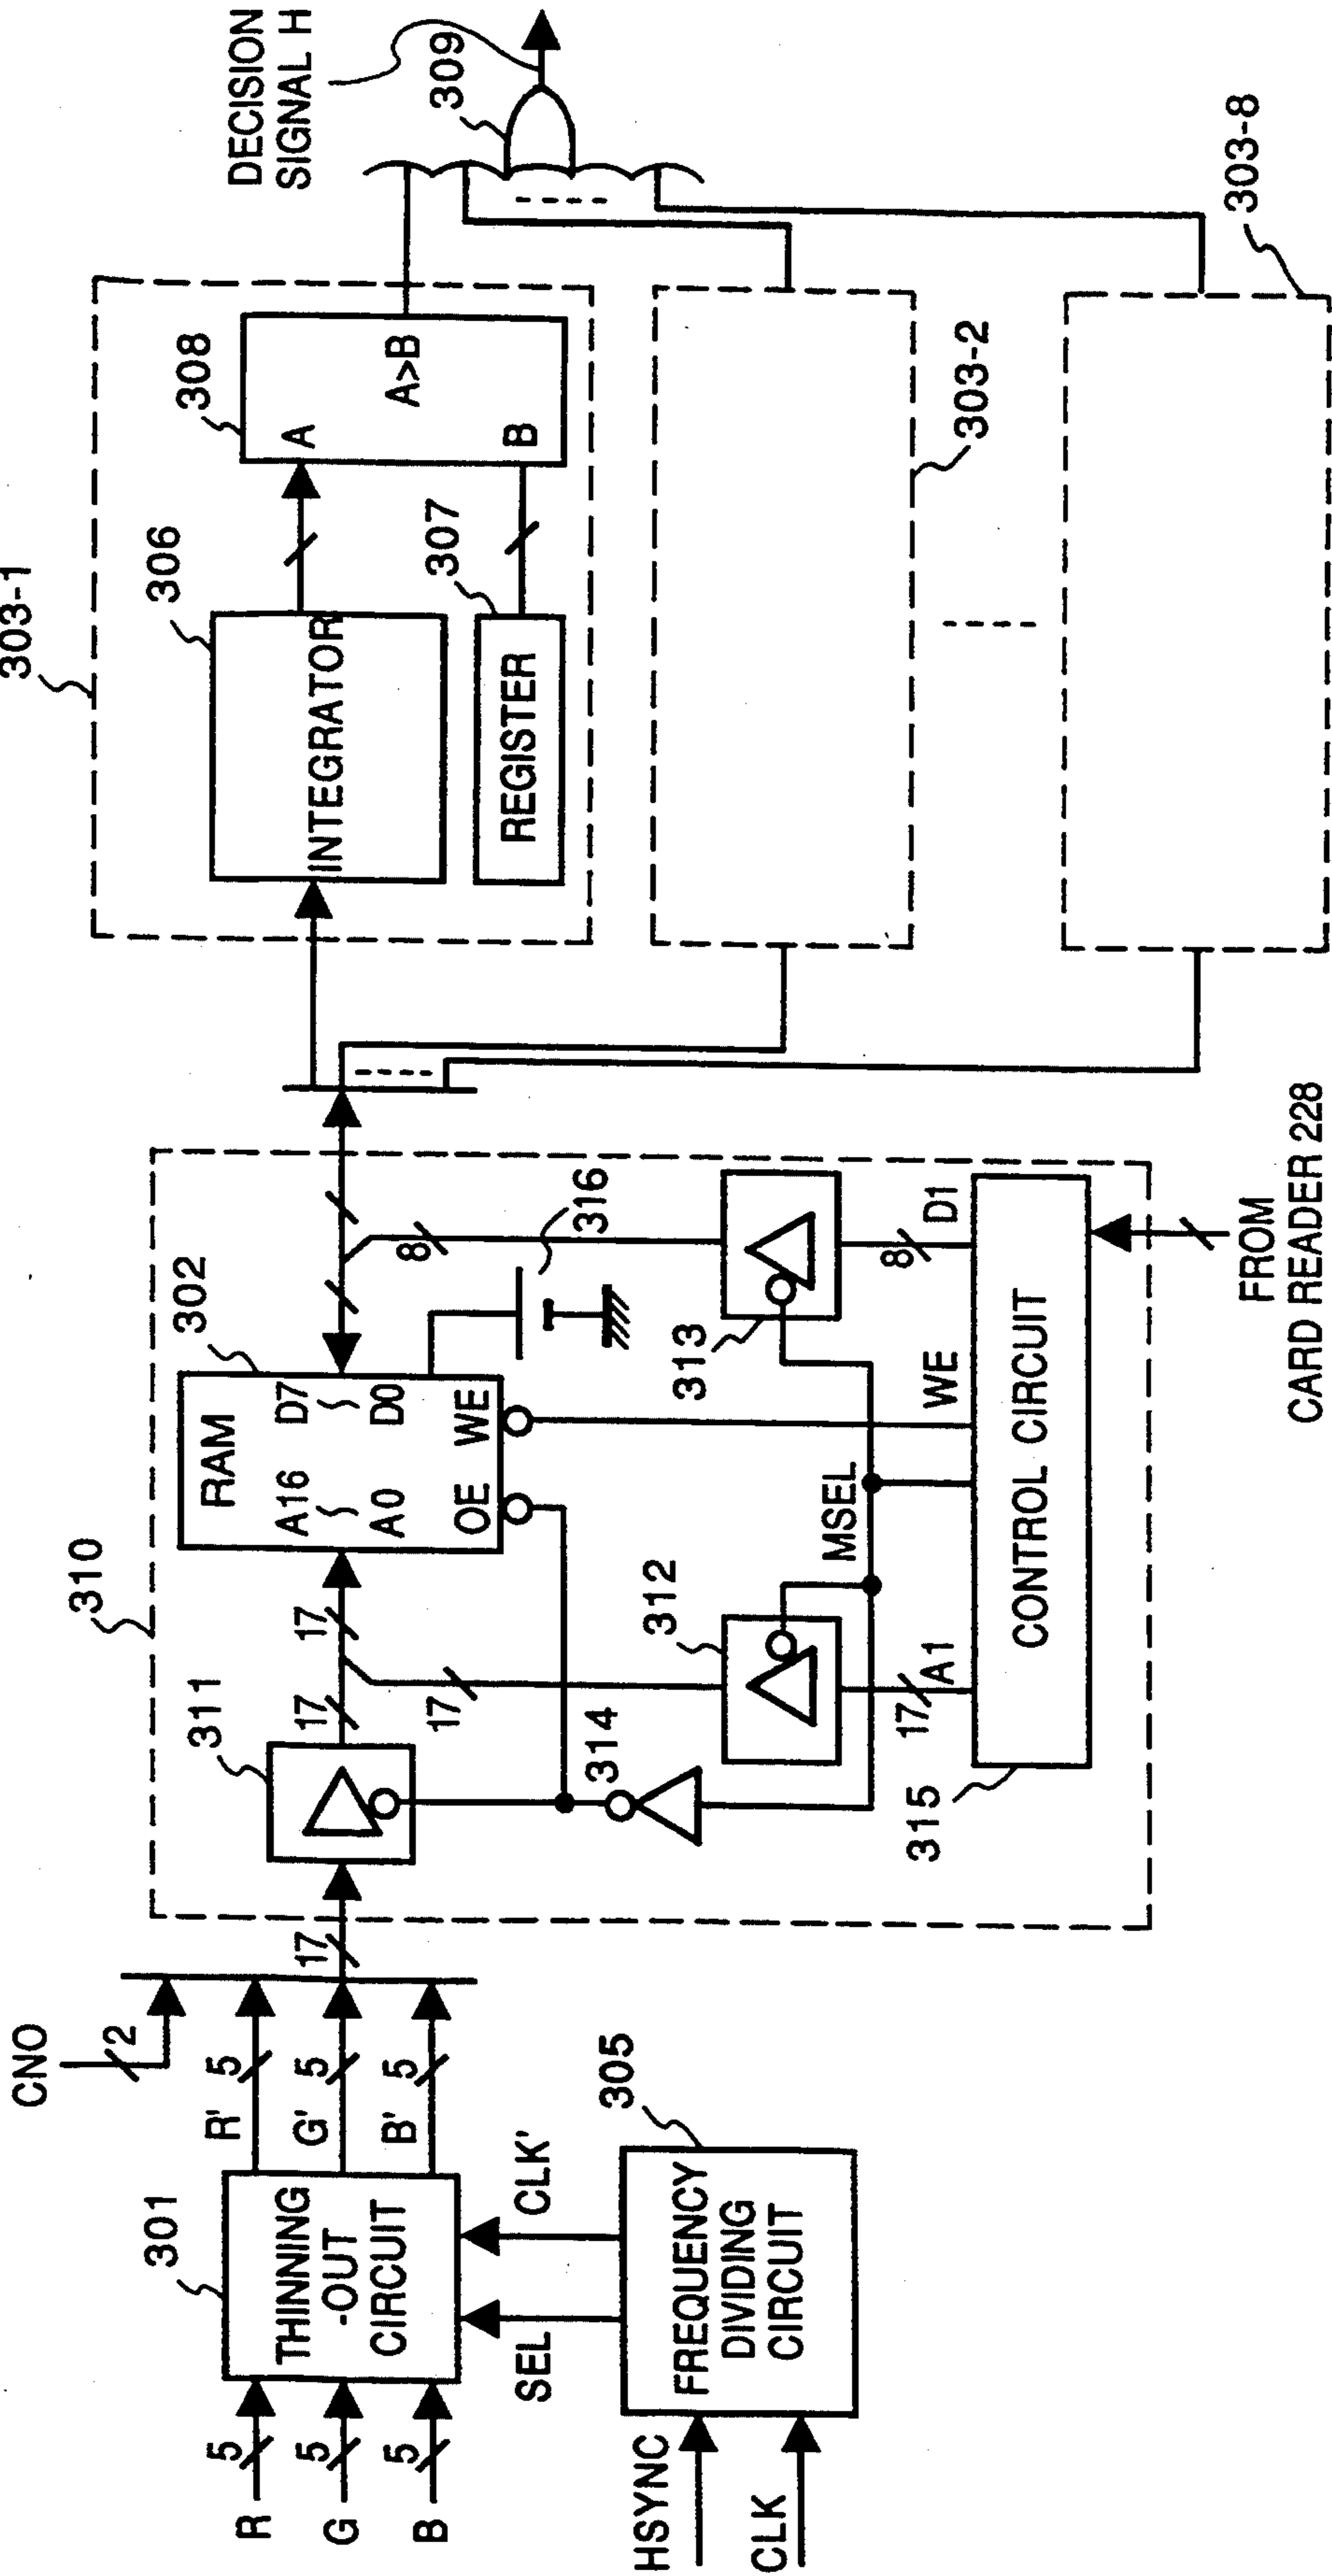 CNO
2
R
5
G
5
B
5
301
THINNING
-OUT
CIRCUIT
R'
5
G'
5
B'
5
17
SEL
CLK'
305
FREQUENCY
DIVIDING
CIRCUIT
HSYNC
CLK
310
311
17
17
17
302
RAM
A16
A0
D7
D0
OE
WE
316
8
314
312
MSEL
313
WE
17
A1
8
D1
315
CONTROL CIRCUIT
FROM
CARD READER 228
303-1
306
INTEGRATOR
307
REGISTER
308
A
A>B
B
303-2
303-8
309
DECISION
SIGNAL H